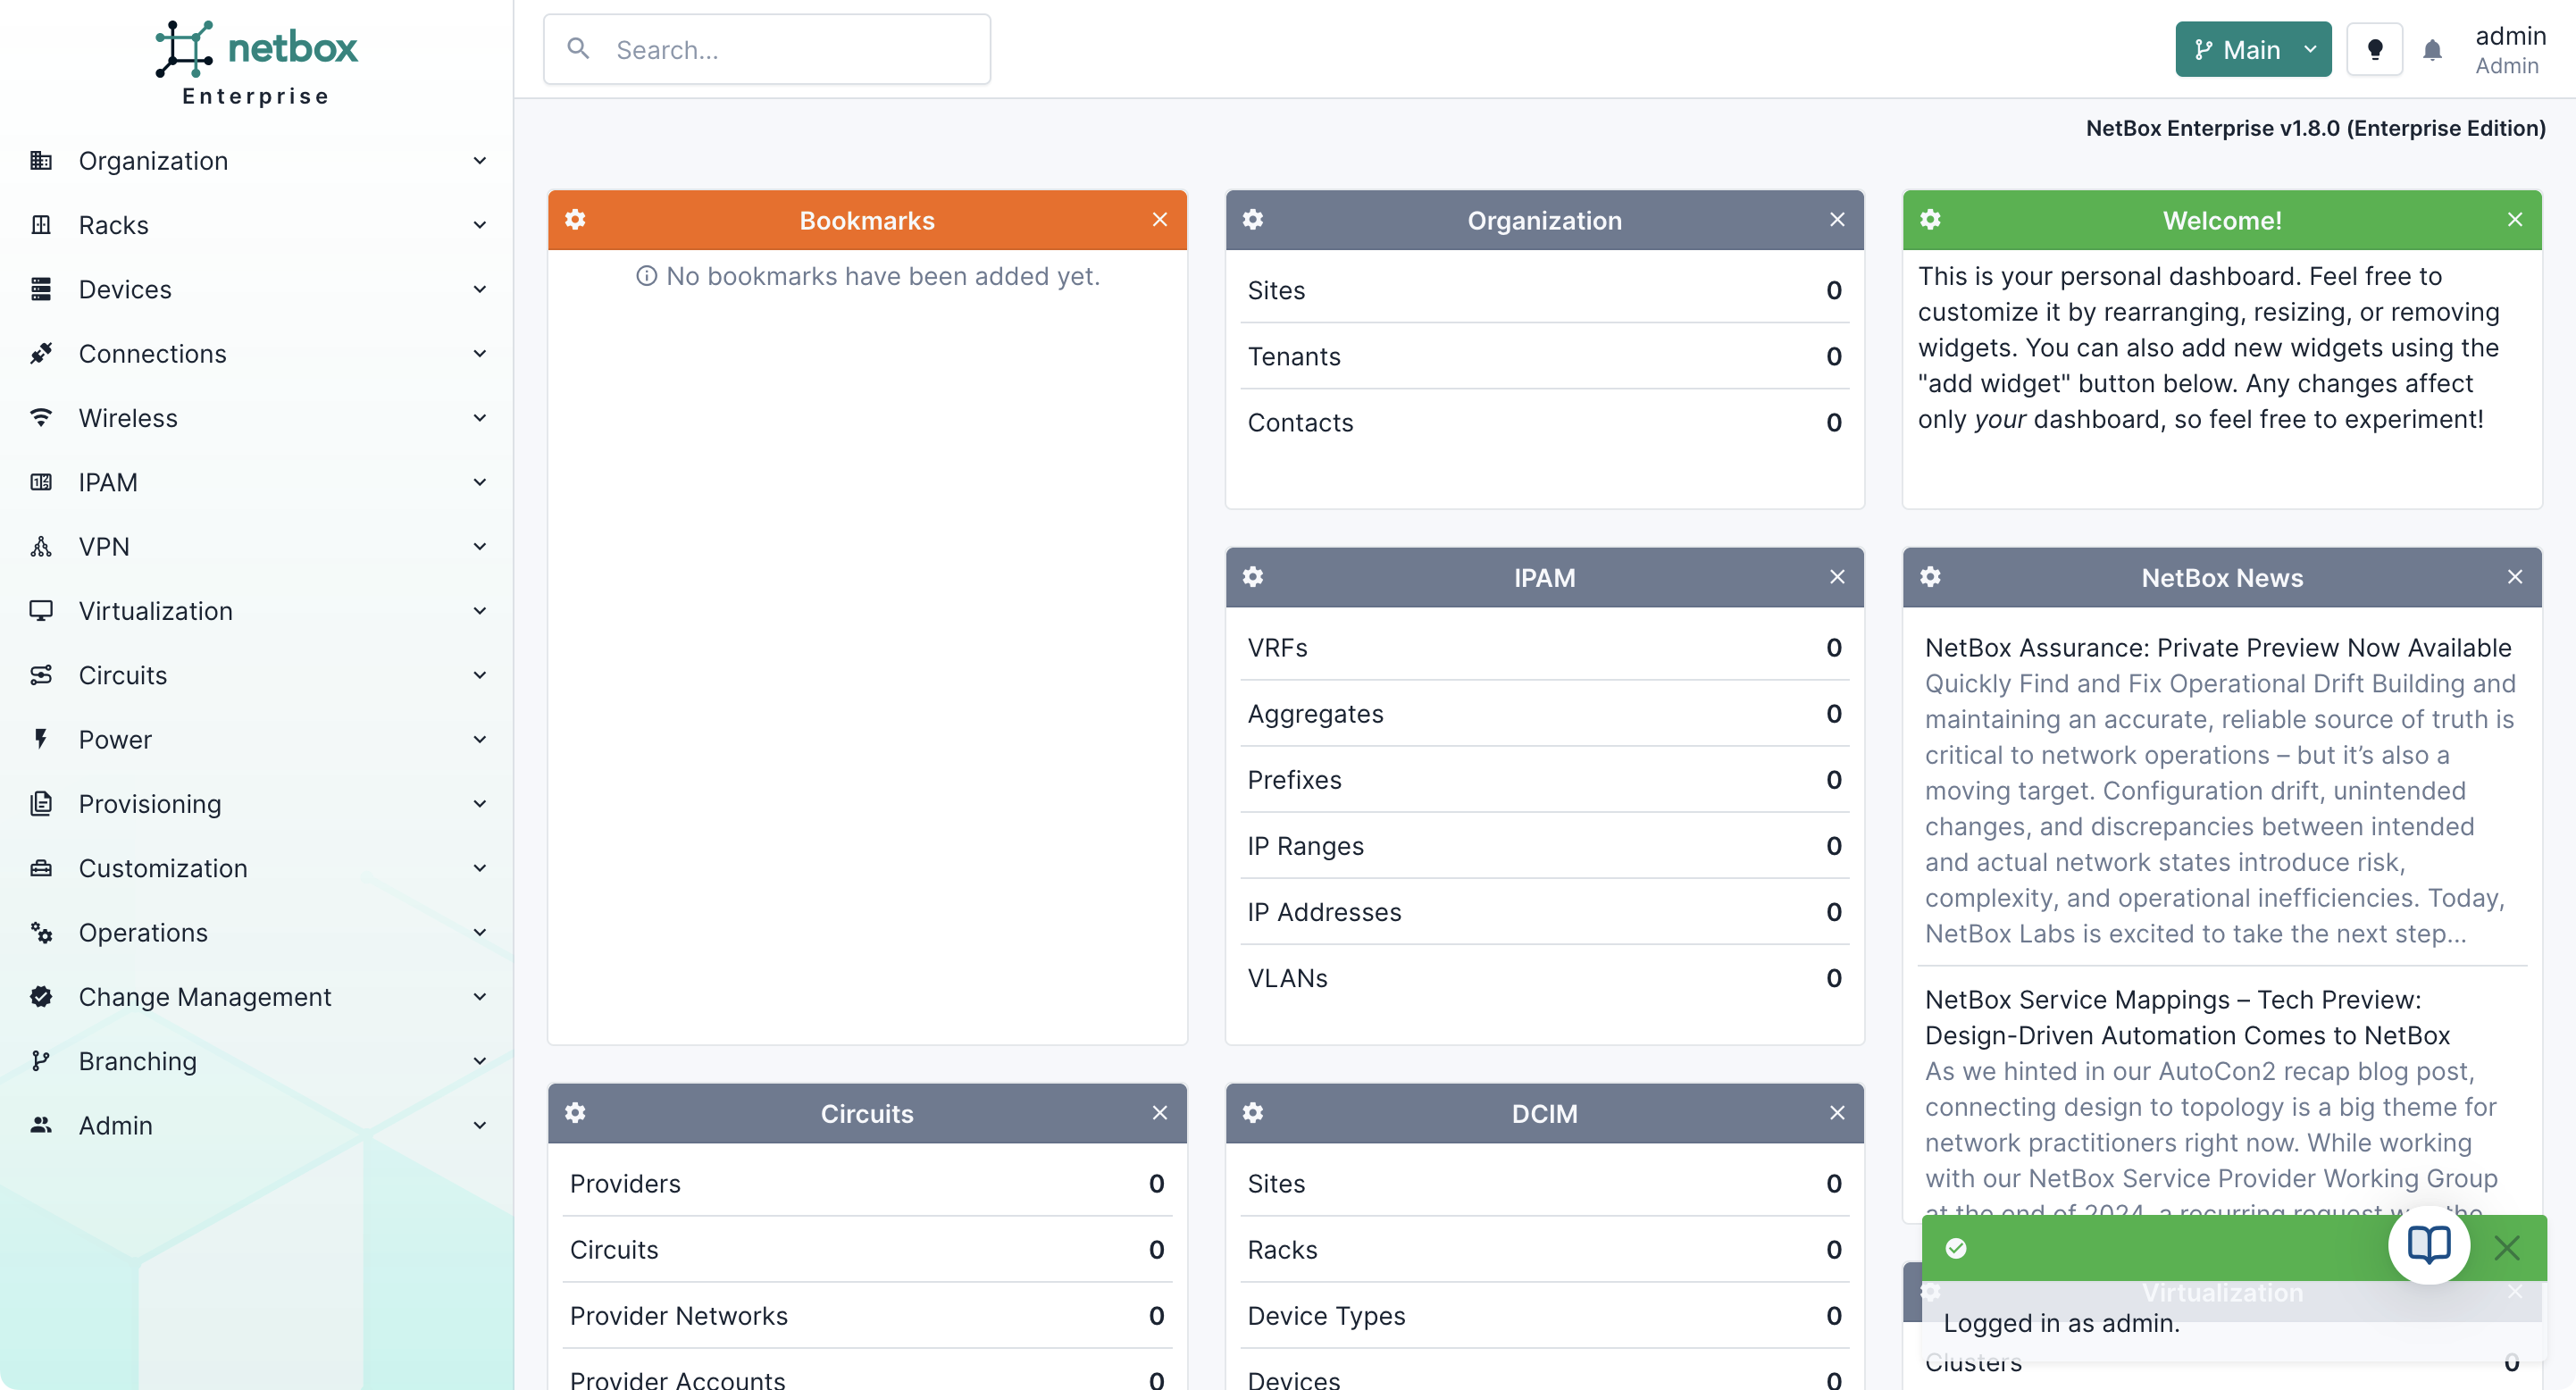 netbox
Enterprise
Organization
Racks
Devices
Connections
Wireless
IPAM
VPN
Virtualization
Circuits
Power
Provisioning
Customization
Operations
Change Management
Branching
Admin
Search...
Main
admin
Admin
NetBox Enterprise v1.8.0 (Enterprise Edition)
Bookmarks
No bookmarks have been added yet.
Organization
Sites 0
Tenants 0
Contacts 0
Welcome!
This is your personal dashboard. Feel free to
customize it by rearranging, resizing, or removing
widgets. You can also add new widgets using the
"add widget" button below. Any changes affect
only your dashboard, so feel free to experiment!
IPAM
VRFs 0
Aggregates 0
Prefixes 0
IP Ranges 0
IP Addresses 0
VLANs 0
NetBox News
NetBox Assurance: Private Preview Now Available
Quickly Find and Fix Operational Drift Building and
maintaining an accurate, reliable source of truth is
critical to network operations – but it’s also a
moving target. Configuration drift, unintended
changes, and discrepancies between intended
and actual network states introduce risk,
complexity, and operational inefficiencies. Today,
NetBox Labs is excited to take the next step...
NetBox Service Mappings – Tech Preview:
Design-Driven Automation Comes to NetBox
As we hinted in our AutoCon2 recap blog post,
connecting design to topology is a big theme for
network practitioners right now. While working
with our NetBox Service Provider Working Group
at the end of 2024, a recurring request the
Circuits
Providers 0
Circuits 0
Provider Networks 0
Provider Accounts 0
DCIM
Sites 0
Racks 0
Device Types 0
Devices 0
Virtualization
Logged in as admin.
Clusters 0